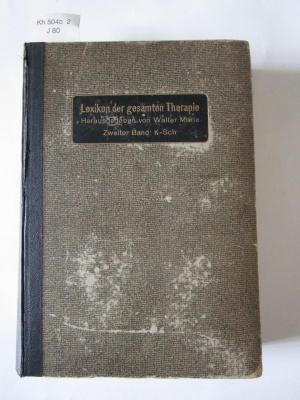 Kh 504b 2
J 80
Lexikon der gesamten Therapie
Herausgegeben von Walter Marle
Zweiter Band: K-Sch